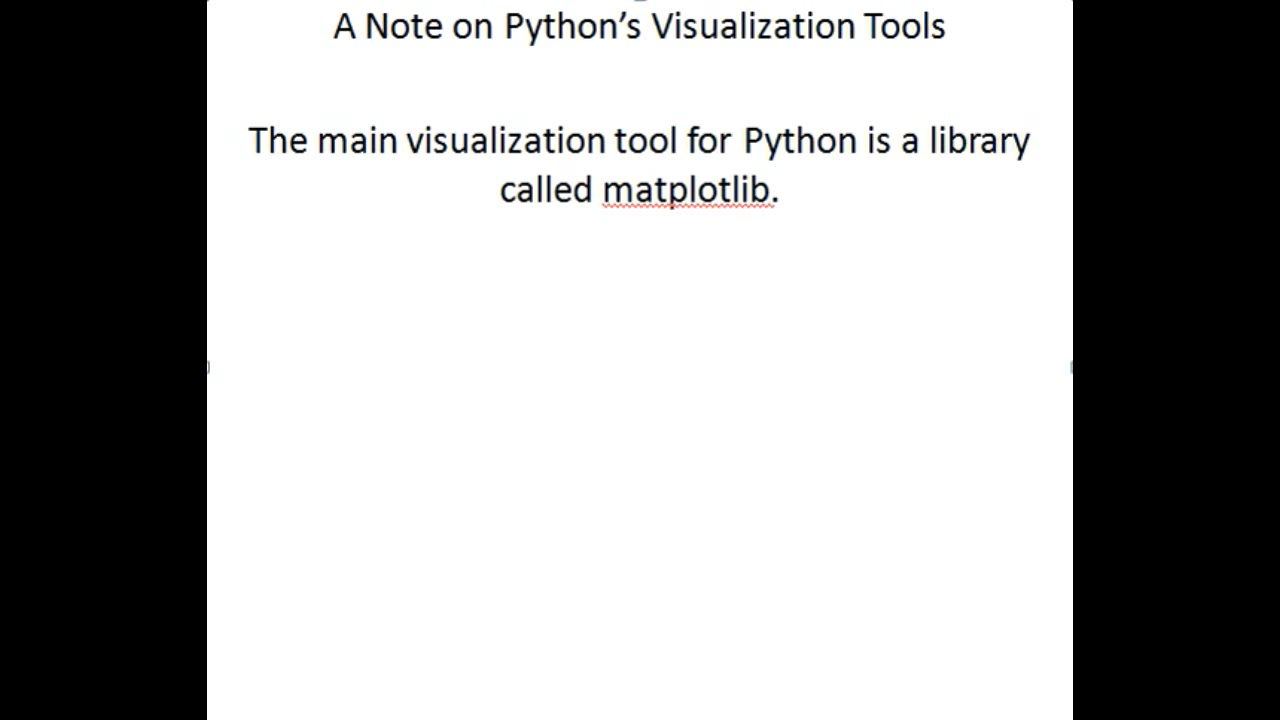 A Note on Python’s Visualization Tools
The main visualization tool for Python is a library
called matplotlib.